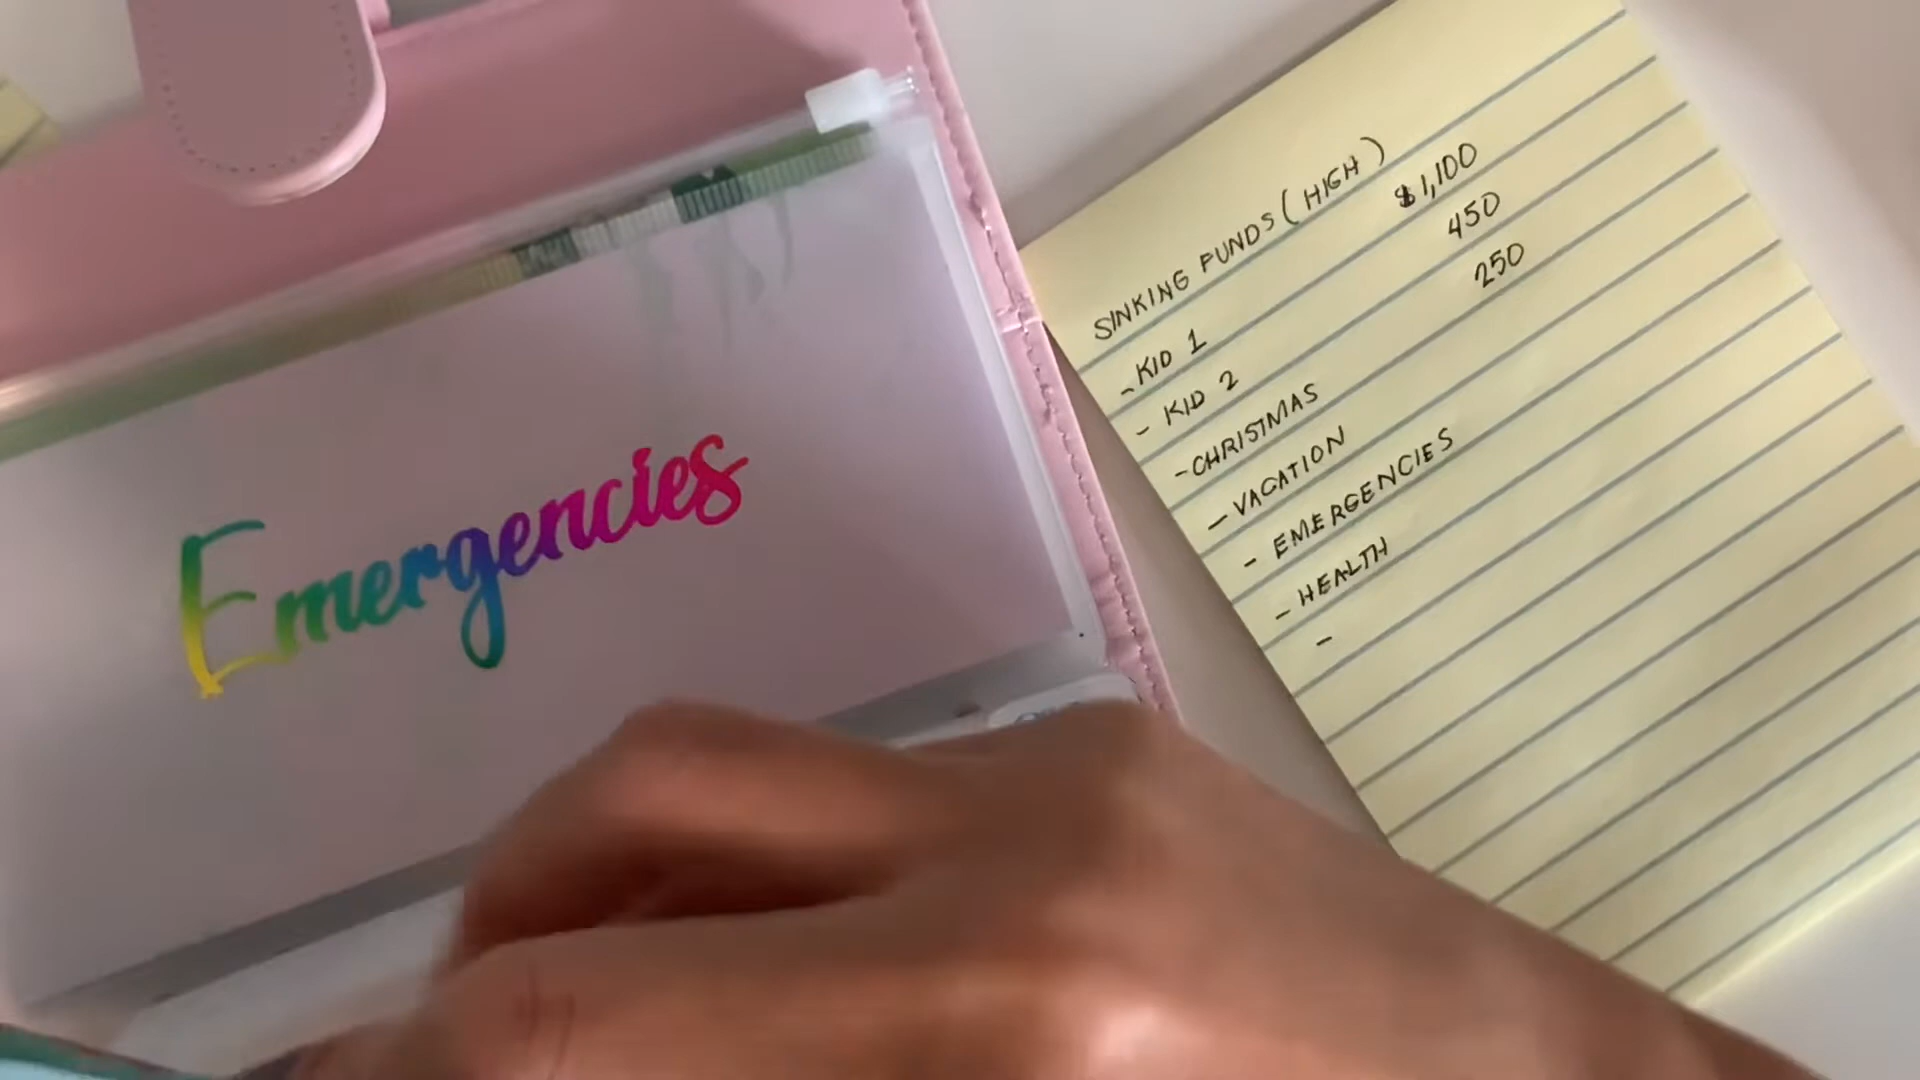 Emergencies
SINKING FUNDS (HIGH)
- KID 1 $1,100
- KID 2 450
- CHRISTMAS 250
- VACATION
- EMERGENCIES
- HEALTH
-